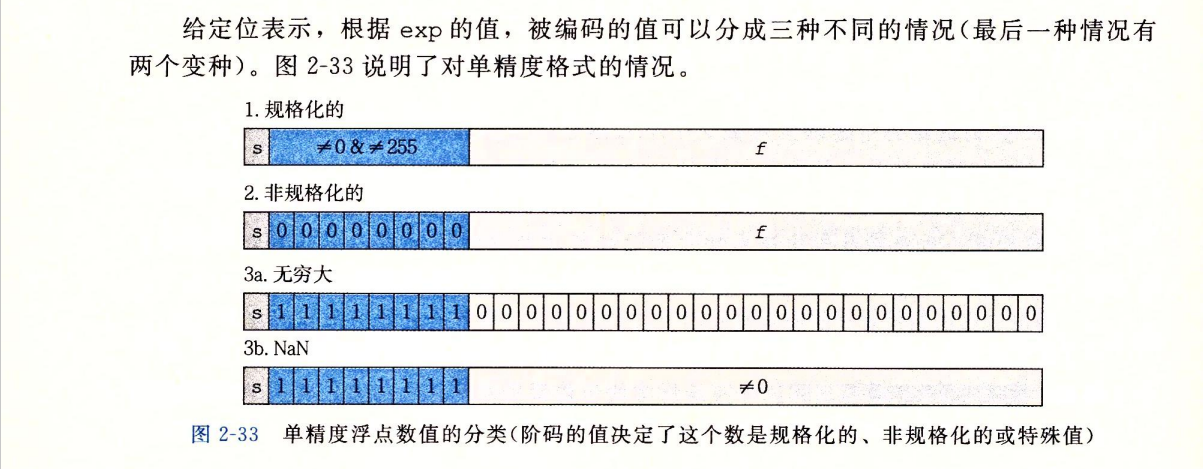 给定位表示，根据 exp 的值，被编码的值可以分成三种不同的情况(最后一种情况有
两个变种)。图 2-33 说明了对单精度格式的情况。
1. 规格化的
s ≠0 & ≠255 f
2. 非规格化的
s 0 0 0 0 0 0 0 0 f
3a. 无穷大
s 1 1 1 1 1 1 1 1 0 0 0 0 0 0 0 0 0 0 0 0 0 0 0 0 0 0 0 0 0 0 0
3b. NaN
s 1 1 1 1 1 1 1 1 ≠0
图 2-33 单精度浮点数值的分类(阶码的值决定了这个数是规格化的、非规格化的或特殊值)